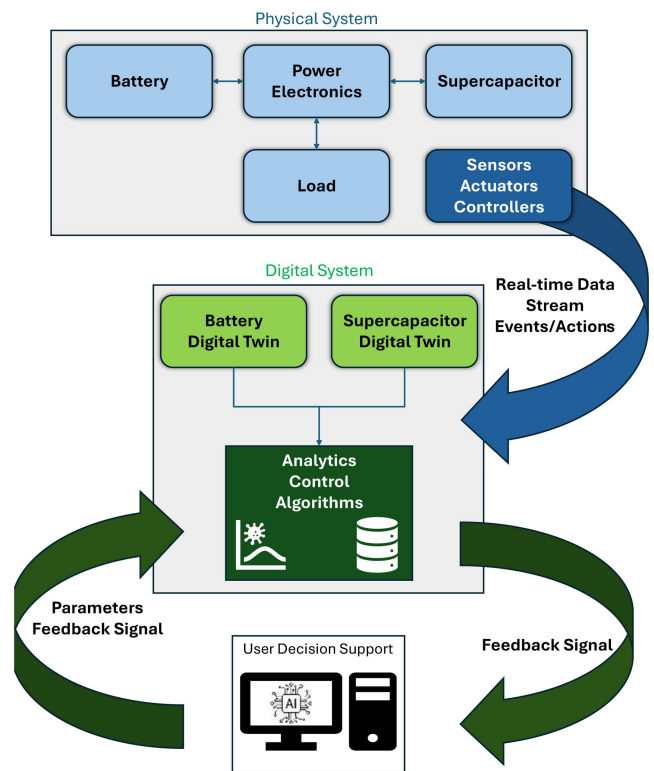 Physical System
Battery
Power
Electronics
Supercapacitor
Load
Sensors
Actuators
Controllers
Real-time Data
Stream
Events/Actions
Digital System
Battery
Digital Twin
Supercapacitor
Digital Twin
Analytics
Control
Algorithms
Parameters
Feedback Signal
Feedback Signal
User Decision Support
AI